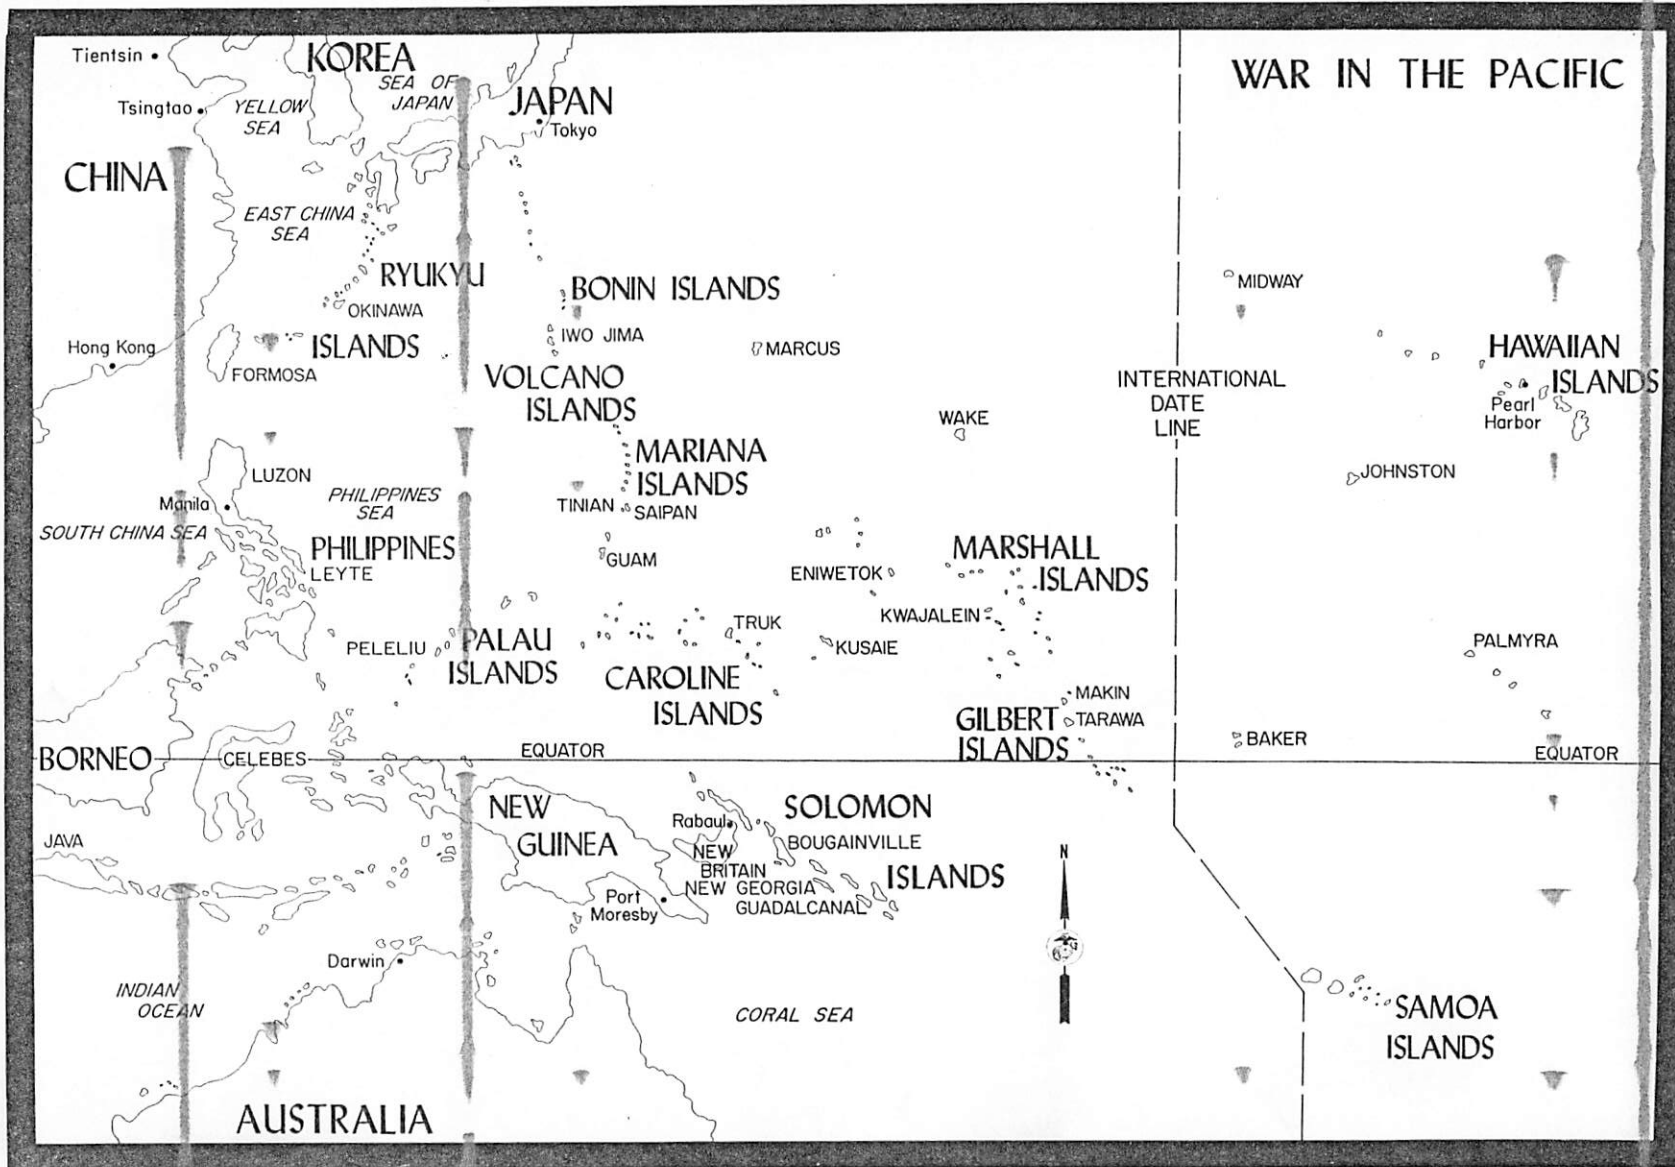 WAR IN THE PACIFIC
Tientsin
KOREA
SEA OF
JAPAN
JAPAN
Tsingtao
YELLOW
SEA
Tokyo
CHINA
EAST CHINA
SEA
RYUKYU
ISLANDS
OKINAWA
BONIN ISLANDS
MIDWAY
IWO JIMA
Hong Kong
FORMOSA
MARCUS
HAWAIIAN
ISLANDS
Pearl
Harbor
VOLCANO
ISLANDS
INTERNATIONAL
DATE
LINE
WAKE
MARIANA
ISLANDS
LUZON
JOHNSTON
PHILIPPINES
SEA
Manila
TINIAN
SAIPAN
SOUTH CHINA SEA
PHILIPPINES
LEYTE
GUAM
MARSHALL
ISLANDS
ENIWETOK
KWAJALEIN
TRUK
PELELIU
PALAU
ISLANDS
KUSAIE
PALMYRA
CAROLINE
ISLANDS
MAKIN
GILBERT
ISLANDS
TARAWA
BAKER
BORNEO
CELEBES
EQUATOR
EQUATOR
NEW
GUINEA
SOLOMON
ISLANDS
Rabaul
BOUGAINVILLE
JAVA
NEW
BRITAIN
NEW GEORGIA
GUADALCANAL
Port
Moresby
N
Darwin
INDIAN
OCEAN
CORAL SEA
SAMOA
ISLANDS
AUSTRALIA